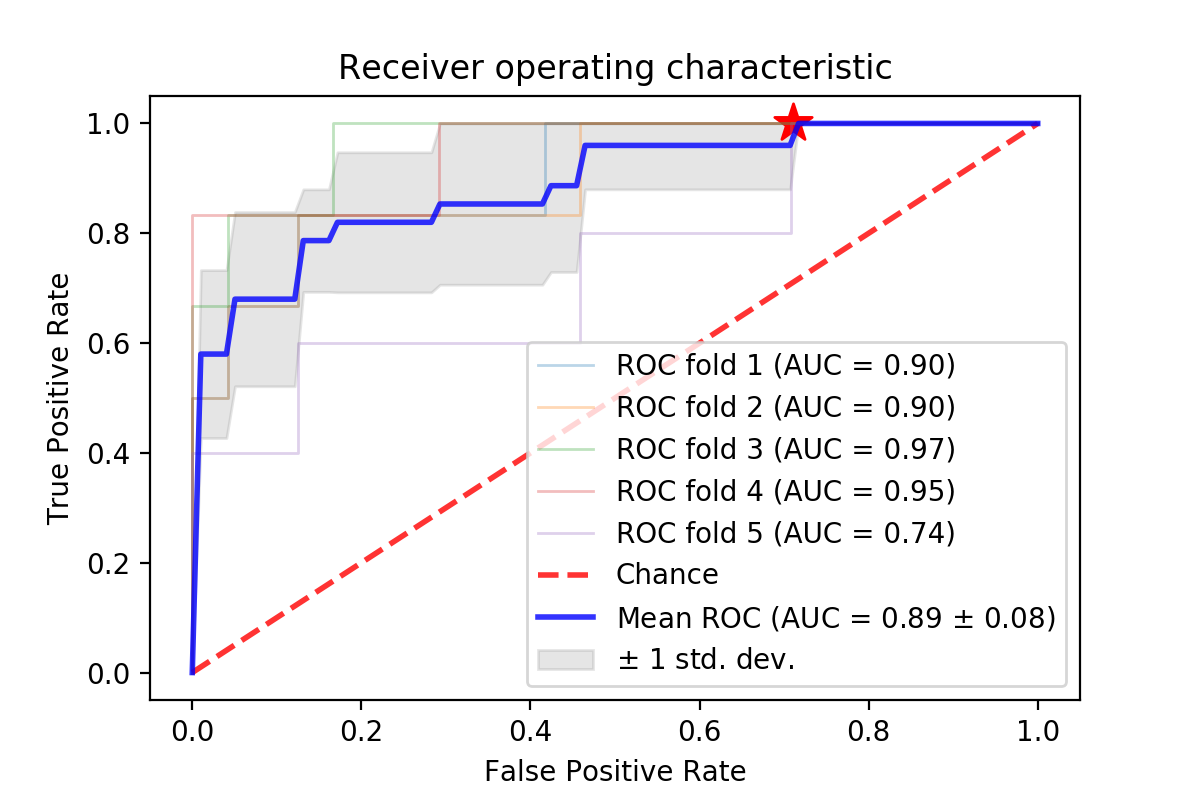 Receiver operating characteristic
True Positive Rate
1.0
0.8
0.6
0.4
0.2
0.0
ROC fold 1 (AUC = 0.90)
ROC fold 2 (AUC = 0.90)
ROC fold 3 (AUC = 0.97)
ROC fold 4 (AUC = 0.95)
ROC fold 5 (AUC = 0.74)
Chance
Mean ROC (AUC = 0.89 ± 0.08)
± 1 std. dev.
0.0 0.2 0.4 0.6 0.8 1.0
False Positive Rate